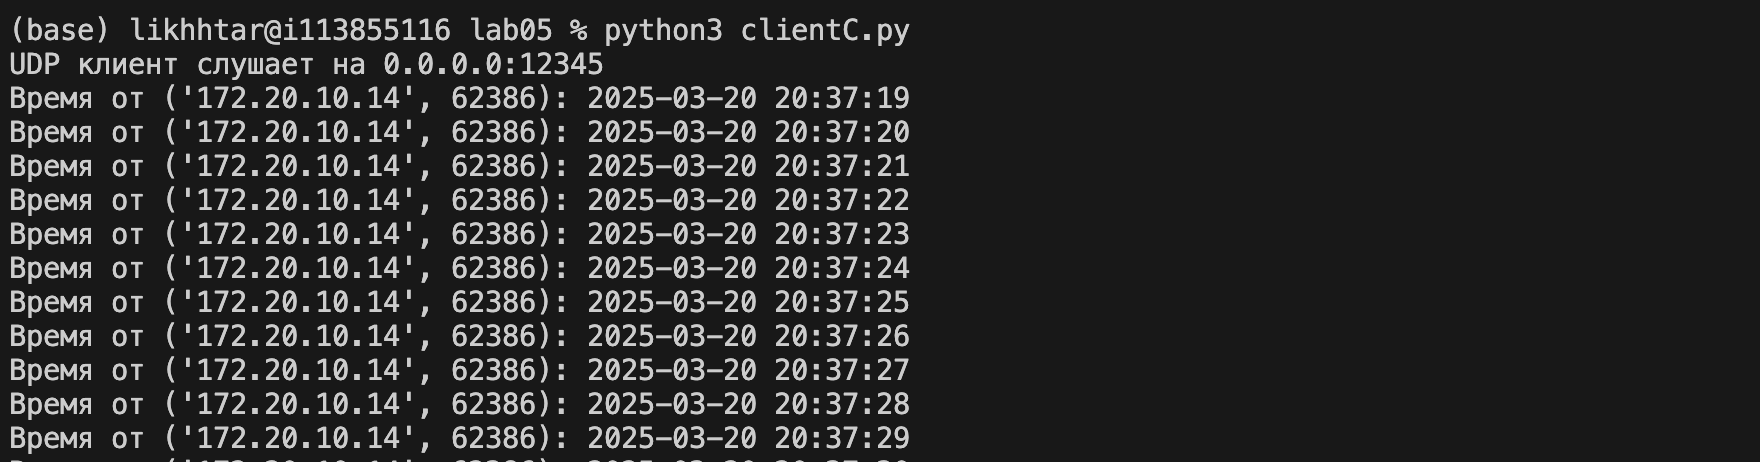 (base) likhhtar@i113855116 lab05 % python3 clientC.py
UDP клиент слушает на 0.0.0.0:12345
Время от ('172.20.10.14', 62386): 2025-03-20 20:37:19
Время от ('172.20.10.14', 62386): 2025-03-20 20:37:20
Время от ('172.20.10.14', 62386): 2025-03-20 20:37:21
Время от ('172.20.10.14', 62386): 2025-03-20 20:37:22
Время от ('172.20.10.14', 62386): 2025-03-20 20:37:23
Время от ('172.20.10.14', 62386): 2025-03-20 20:37:24
Время от ('172.20.10.14', 62386): 2025-03-20 20:37:25
Время от ('172.20.10.14', 62386): 2025-03-20 20:37:26
Время от ('172.20.10.14', 62386): 2025-03-20 20:37:27
Время от ('172.20.10.14', 62386): 2025-03-20 20:37:28
Время от ('172.20.10.14', 62386): 2025-03-20 20:37:29